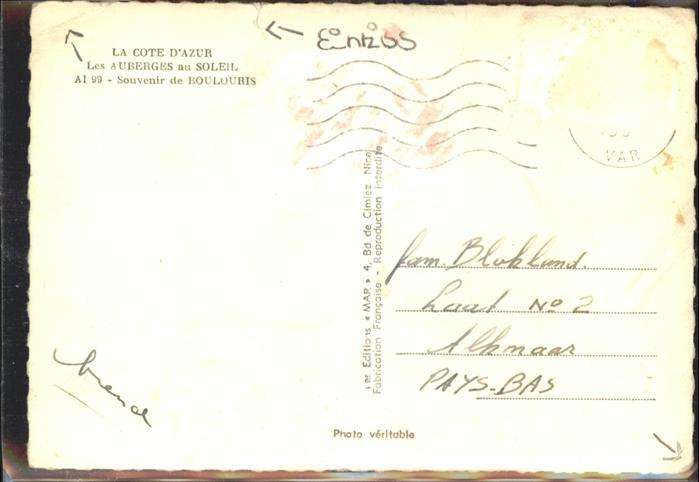 LA COTE D'AZUR
Les AUBERGES au SOLEIL
AI 99 - Souvenir de BOULOURIS
Einriss
VAR
Les Editions « MAR » 4, Bd de Cimiez, Nice
Fabrication Française - Reproduction interdite
fam. Blokland.
Laat No 2
Alkmaar
PAYS-BAS
Photo véritable